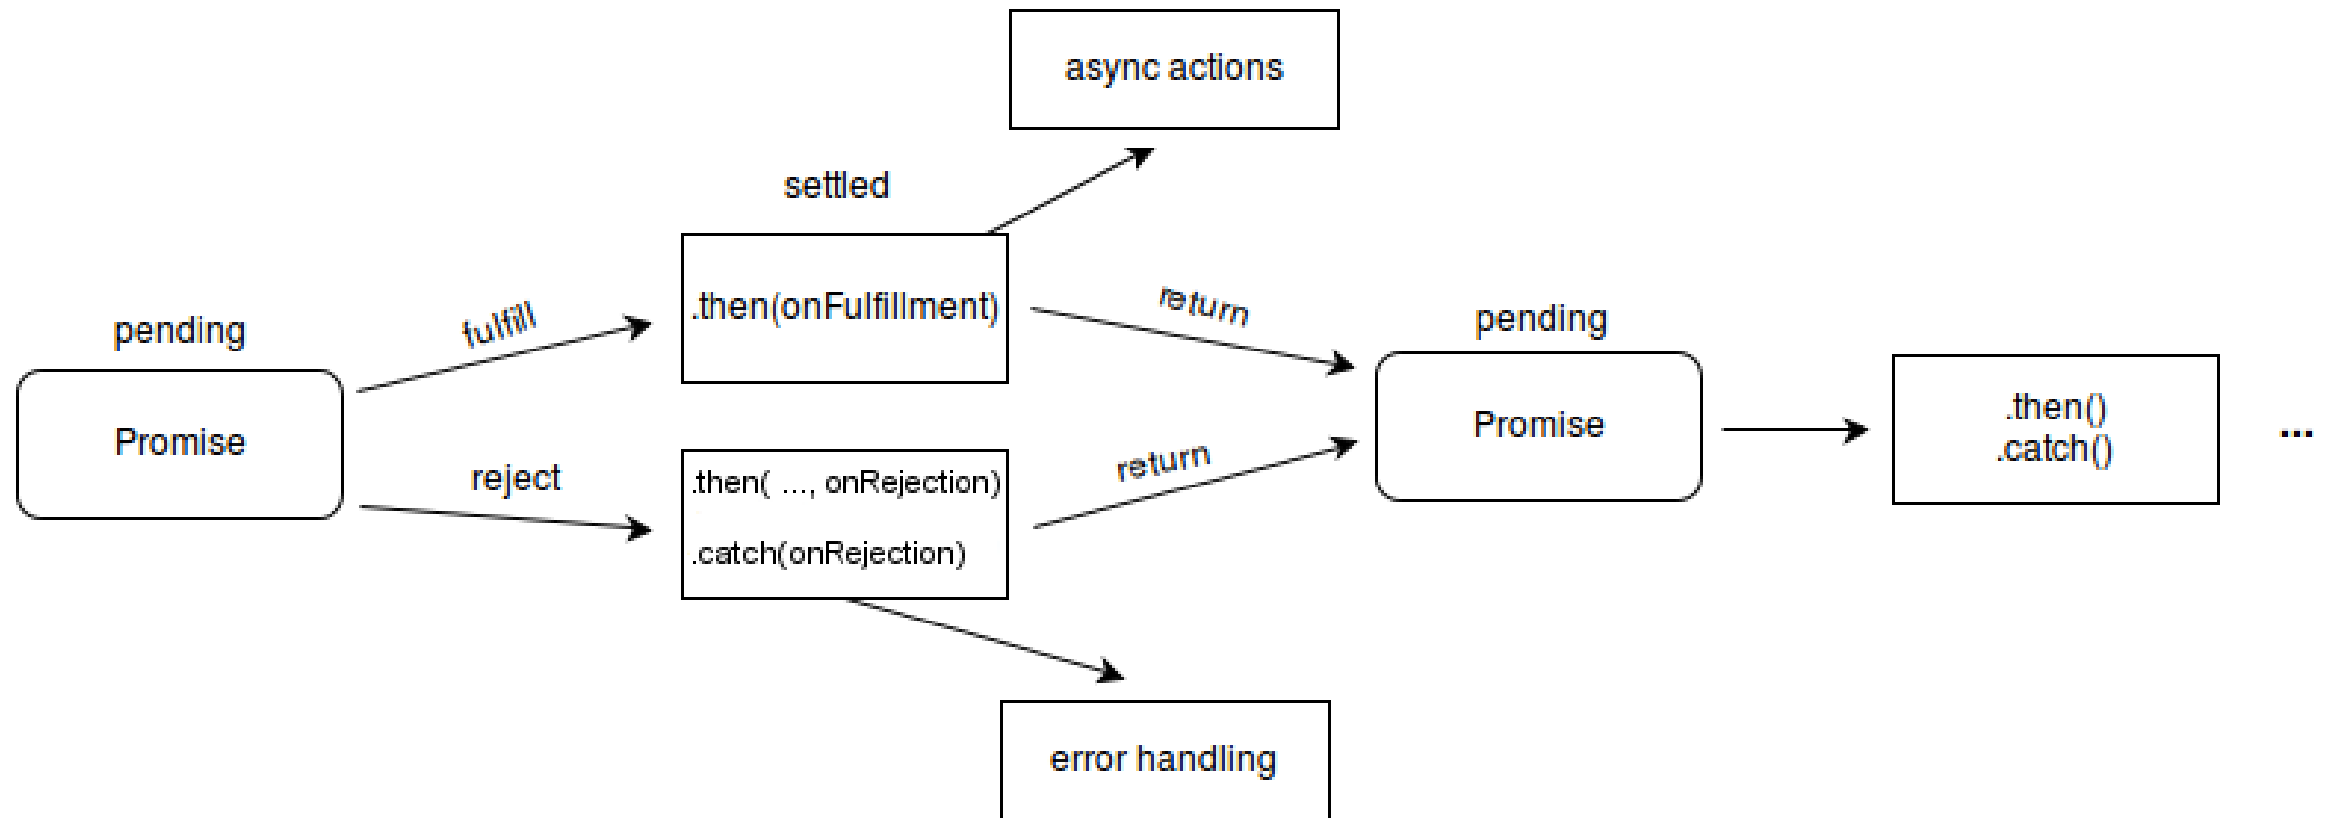 async actions
settled
.then(onFulfillment)
pending
fulfill
return
pending
Promise
reject
.then( ..., onRejection)
.catch(onRejection)
return
Promise
.then()
.catch()
...
error handling